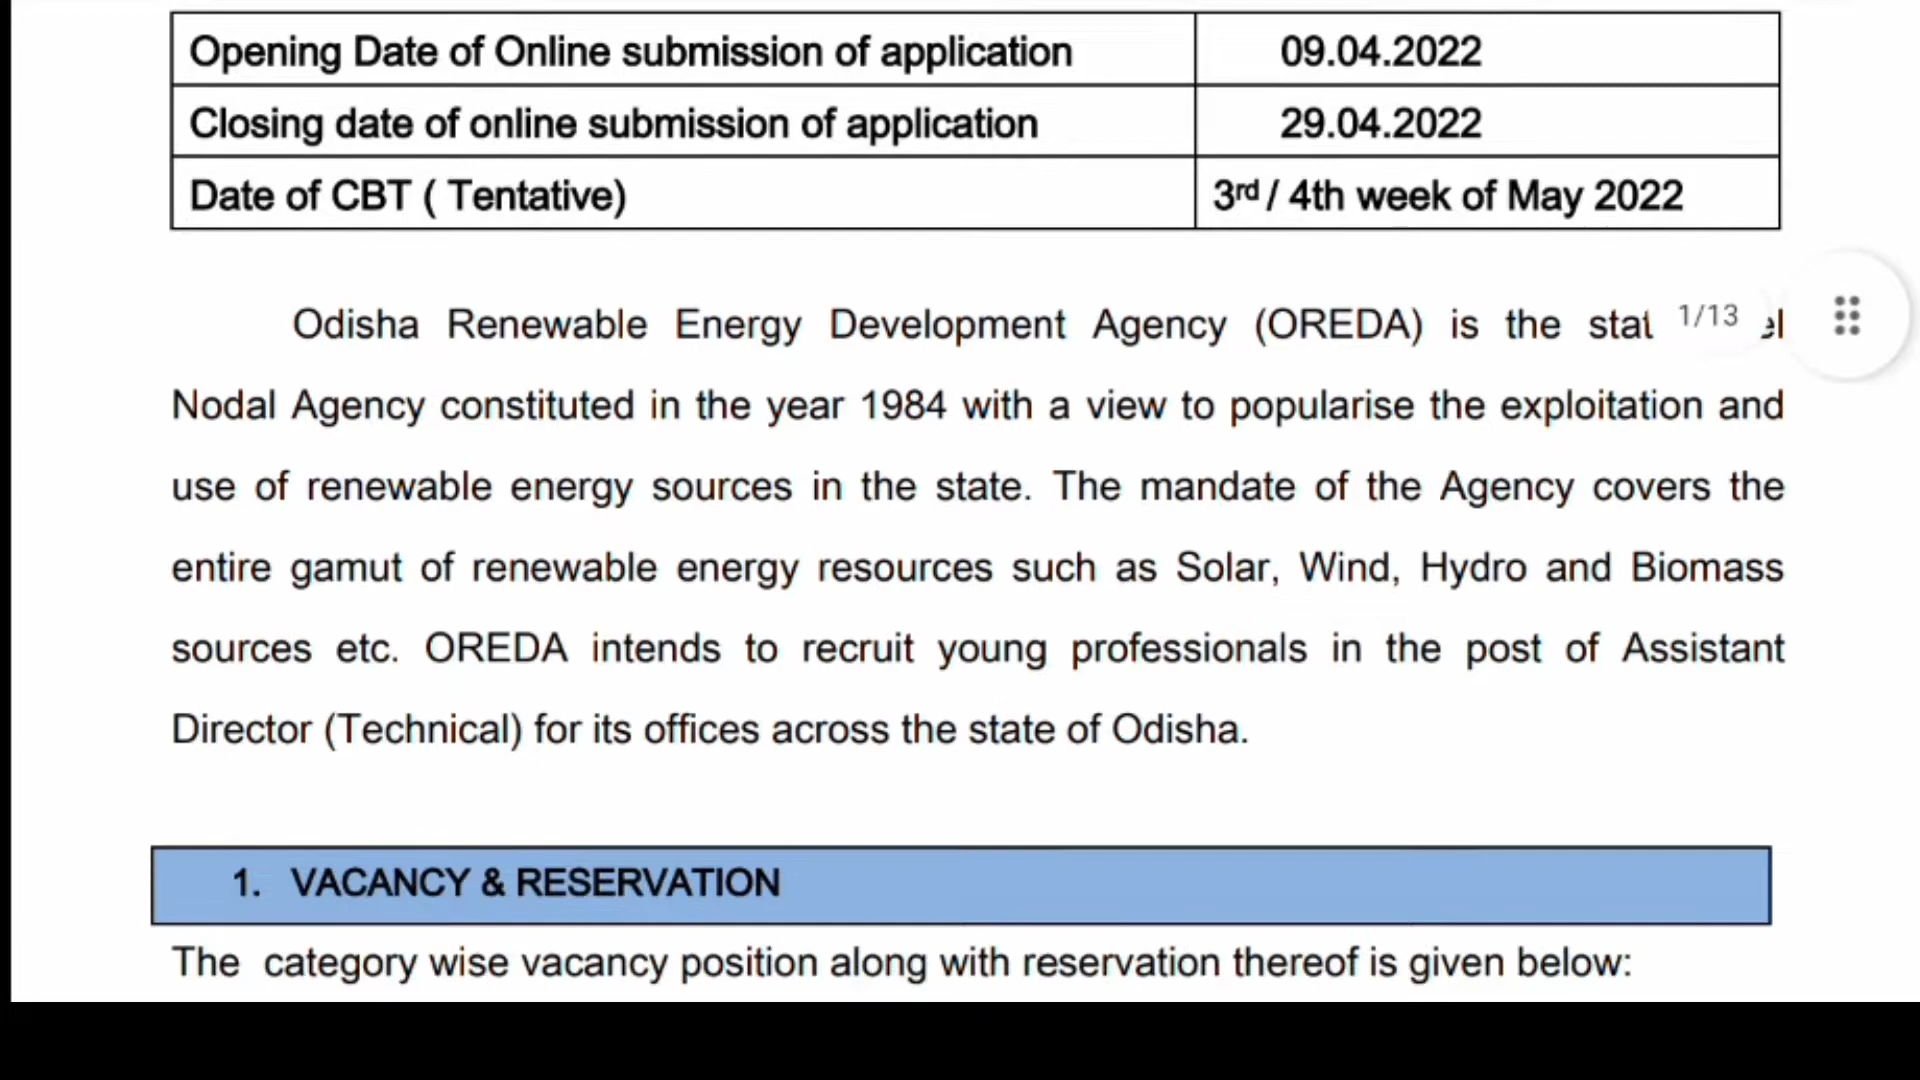 Opening Date of Online submission of application 09.04.2022
Closing date of online submission of application 29.04.2022
Date of CBT ( Tentative) 3rd / 4th week of May 2022
Odisha Renewable Energy Development Agency (OREDA) is the
1/13
Nodal Agency constituted in the year 1984 with a view to popularise the exploitation and
use of renewable energy sources in the state. The mandate of the Agency covers the
entire gamut of renewable energy resources such as Solar, Wind, Hydro and Biomass
sources etc. OREDA intends to recruit young professionals in the post of Assistant
Director (Technical) for its offices across the state of Odisha.
1. VACANCY & RESERVATION
The category wise vacancy position along with reservation thereof is given below: